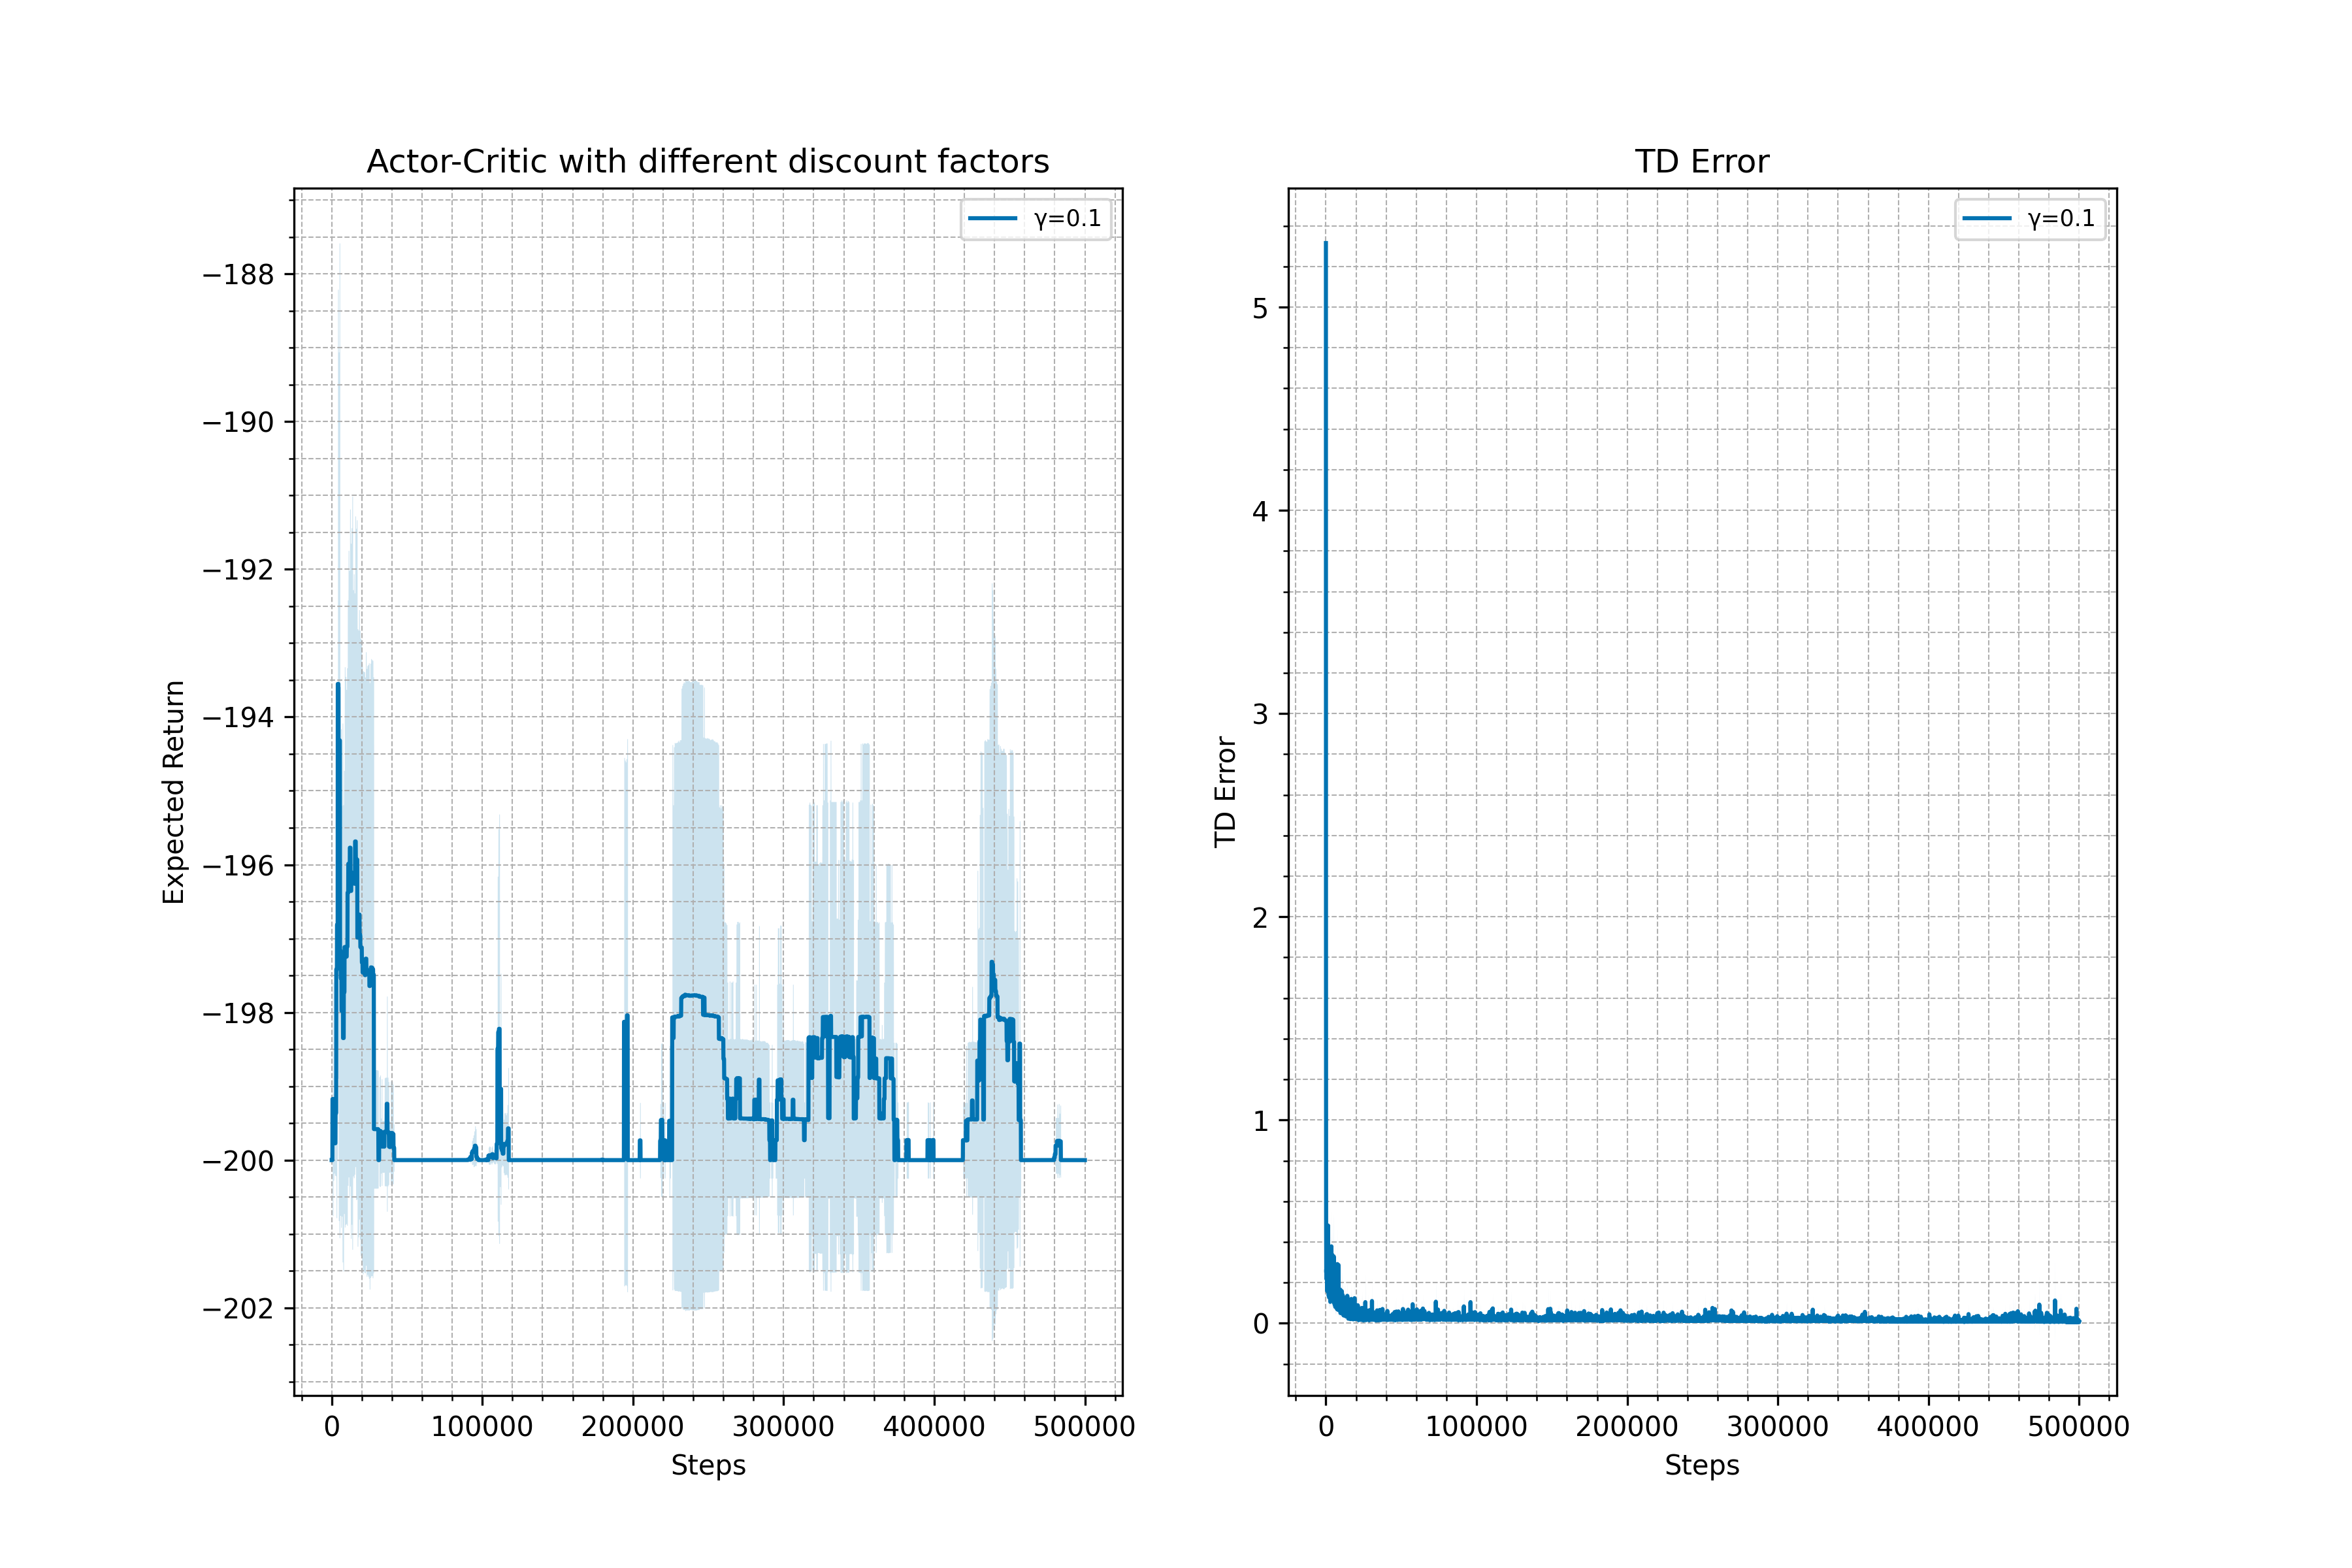 Actor-Critic with different discount factors
γ=0.1
−188
−190
−192
−194
−196
−198
−200
−202
Expected Return
0 100000 200000 300000 400000 500000
Steps
TD Error
γ=0.1
5
4
3
2
1
0
TD Error
0 100000 200000 300000 400000 500000
Steps